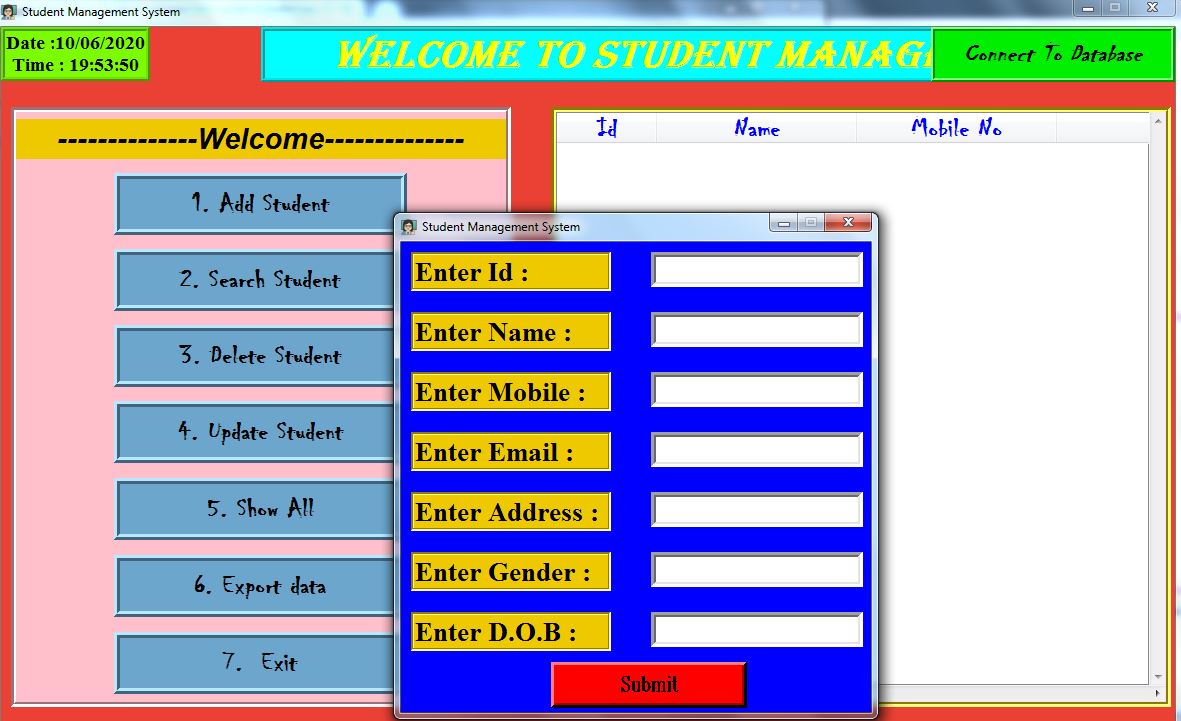 Student Management System
Date :10/06/2020
Time : 19:53:50
WELCOME TO STUDENT MANAG
Connect To Database
--------------Welcome--------------
1. Add Student
2. Search Student
3. Delete Student
4. Update Student
5. Show All
6. Export data
7. Exit
Id Name Mobile No
Student Management System
Enter Id :
Enter Name :
Enter Mobile :
Enter Email :
Enter Address :
Enter Gender :
Enter D.O.B :
Submit